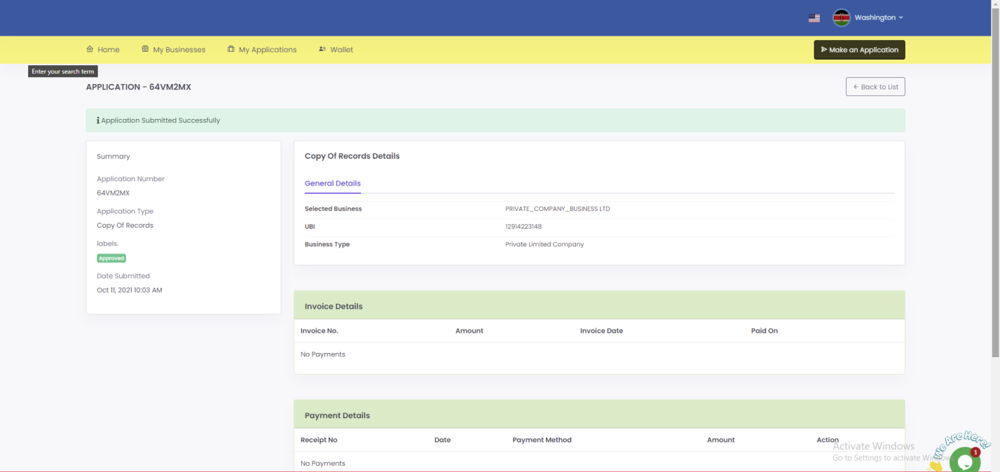 Washington
Home My Businesses My Applications Wallet
Make an Application
Enter your search term
APPLICATION - 64VM2MX
← Back to List
Application Submitted Successfully
Summary
Application Number
64VM2MX
Application Type
Copy Of Records
labels.
Approved
Date Submitted
Oct 11, 2021 10:03 AM
Copy Of Records Details
General Details
Selected Business PRIVATE_COMPANY_BUSINESS LTD
UBI 12914223148
Business Type Private Limited Company
Invoice Details
Invoice No. Amount Invoice Date Paid On
No Payments
Payment Details
Receipt No Date Payment Method Amount Action
No Payments
Activate Windows
Go to Settings to activate Windows.
We Are Here!
1